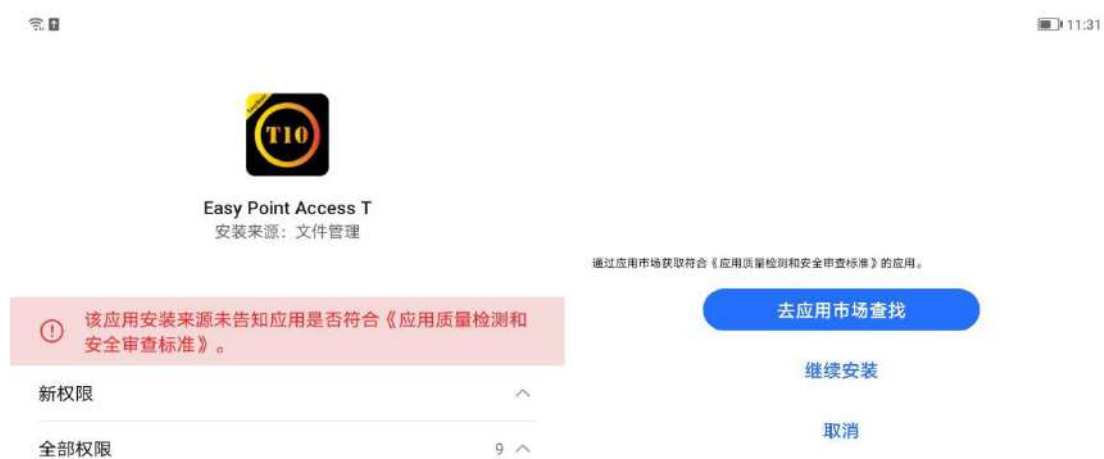 11:31
T10
Easy Point Access T
安装来源：文件管理
该应用安装来源未告知应用是否符合《应用质量检测和
安全审查标准》。
新权限
全部权限 9
通过应用市场获取符合《应用质量检测和安全审查标准》的应用。
去应用市场查找
继续安装
取消